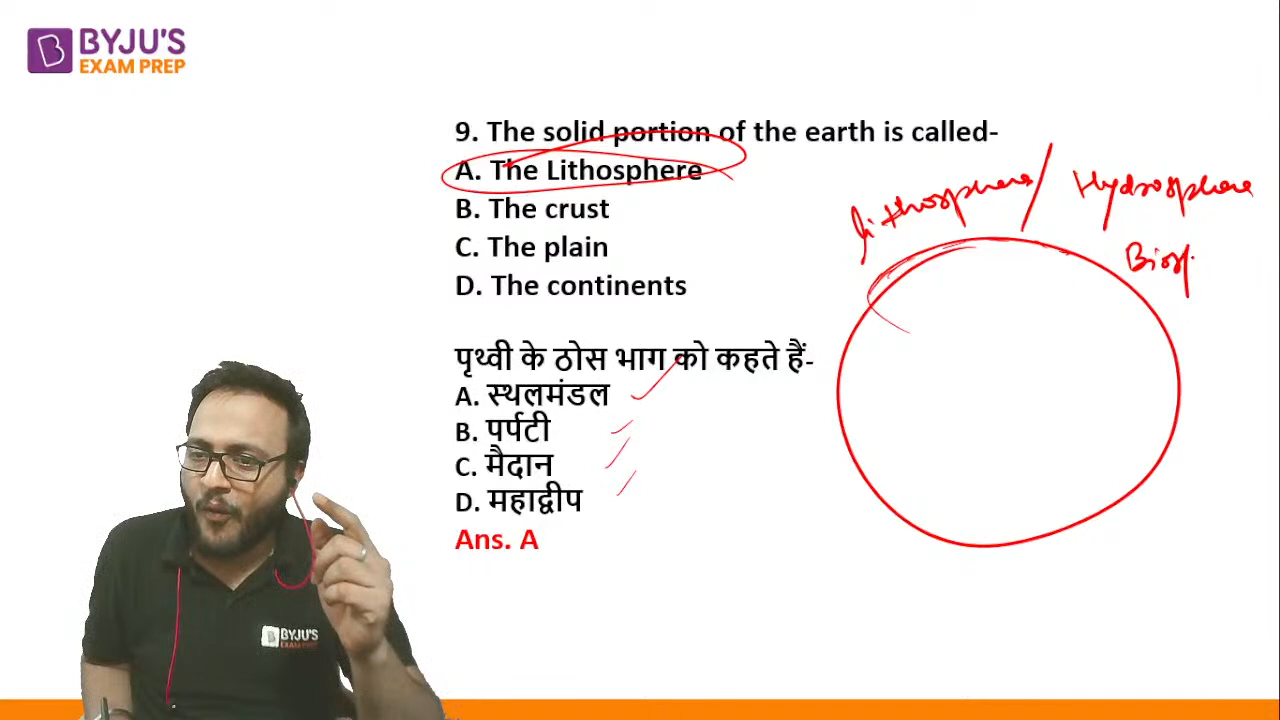 BYJU'S
EXAM PREP
9. The solid portion of the earth is called-
A. The Lithosphere
B. The crust
C. The plain
D. The continents
Lithosphere / Hydrosphere
Biosp.
पृथ्वी के ठोस भाग को कहते हैं-
A. स्थलमंडल
B. पर्पटी
C. मैदान
D. महाद्वीप
Ans. A
BYJU'S
EXAM PREP